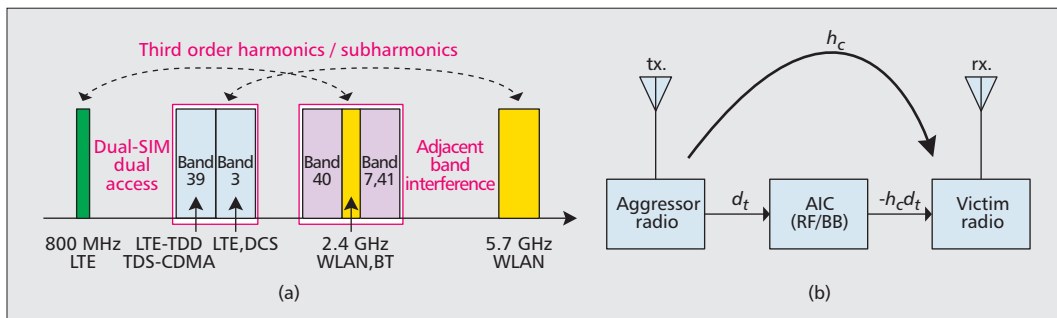 Third order harmonics / subharmonics
Dual-SIM
dual
access
Band
39
Band
3
Band
40
Band
7,41
Adjacent
band
interference
800 MHz
LTE
LTE-TDD
TDS-CDMA
LTE,DCS
2.4 GHz
WLAN,BT
5.7 GHz
WLAN
(a)
h_c
tx.
rx.
Aggressor
radio
d_t
AIC
(RF/BB)
-h_cd_t
Victim
radio
(b)